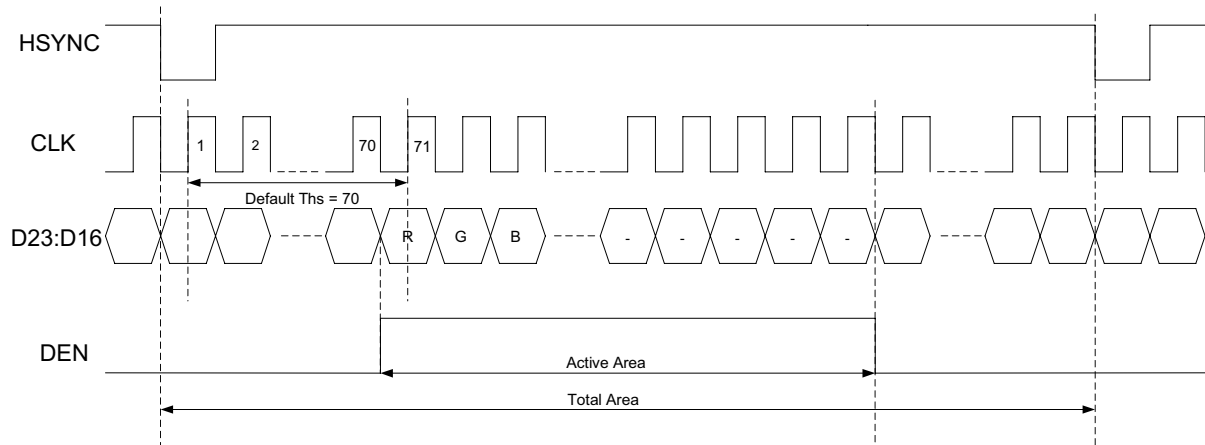 HSYNC
CLK
1 2 70 71
Default Ths = 70
D23:D16
R G B - - - - -
DEN
Active Area
Total Area